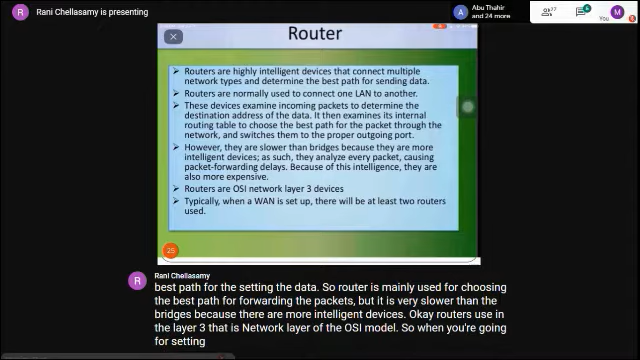 R Rani Chellasamy is presenting
A Abu Thahir
and 24 more
27
6
M
You
Router
Routers are highly intelligent devices that connect multiple
network types and determine the best path for sending data.
Routers are normally used to connect one LAN to another.
These devices examine incoming packets to determine the
destination address of the data. It then examines its internal
routing table to choose the best path for the packet through the
network, and switches them to the proper outgoing port.
However, they are slower than bridges because they are more
intelligent devices; as such, they analyze every packet, causing
packet-forwarding delays. Because of this intelligence, they are
also more expensive.
Routers are OSI network layer 3 devices
Typically, when a WAN is set up, there will be at least two routers
used.
25
R Rani Chellasamy
best path for the setting the data. So router is mainly used for choosing
the best path for forwarding the packets, but it is very slower than the
bridges because there are more intelligent devices. Okay routers use in
the layer 3 that is Network layer of the OSI model. So when you're going
for setting